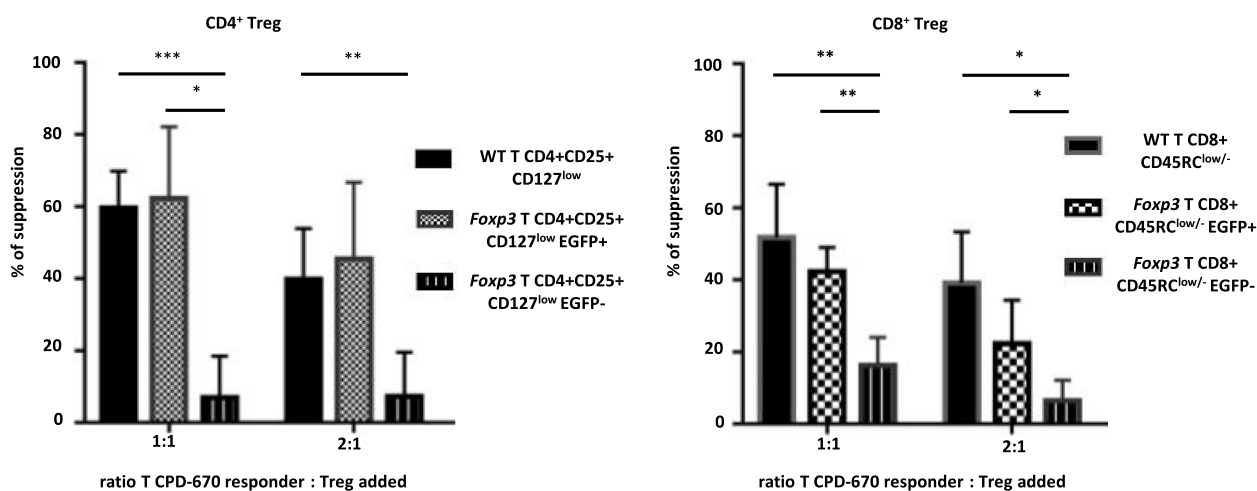 CD4⁺ Treg
% of suppression
100
80
60
40
20
0
***
*
**
1:1
2:1
ratio T CPD-670 responder : Treg added
WT T CD4+CD25+
CD127ˡᵒʷ
Foxp3 T CD4+CD25+
CD127ˡᵒʷ EGFP+
Foxp3 T CD4+CD25+
CD127ˡᵒʷ EGFP-
CD8⁺ Treg
% of suppression
100
80
60
40
20
0
**
**
*
*
1:1
2:1
ratio T CPD-670 responder : Treg added
WT T CD8+
CD45RCˡᵒʷ/⁻
Foxp3 T CD8+
CD45RCˡᵒʷ/⁻ EGFP+
Foxp3 T CD8+
CD45RCˡᵒʷ/⁻ EGFP-